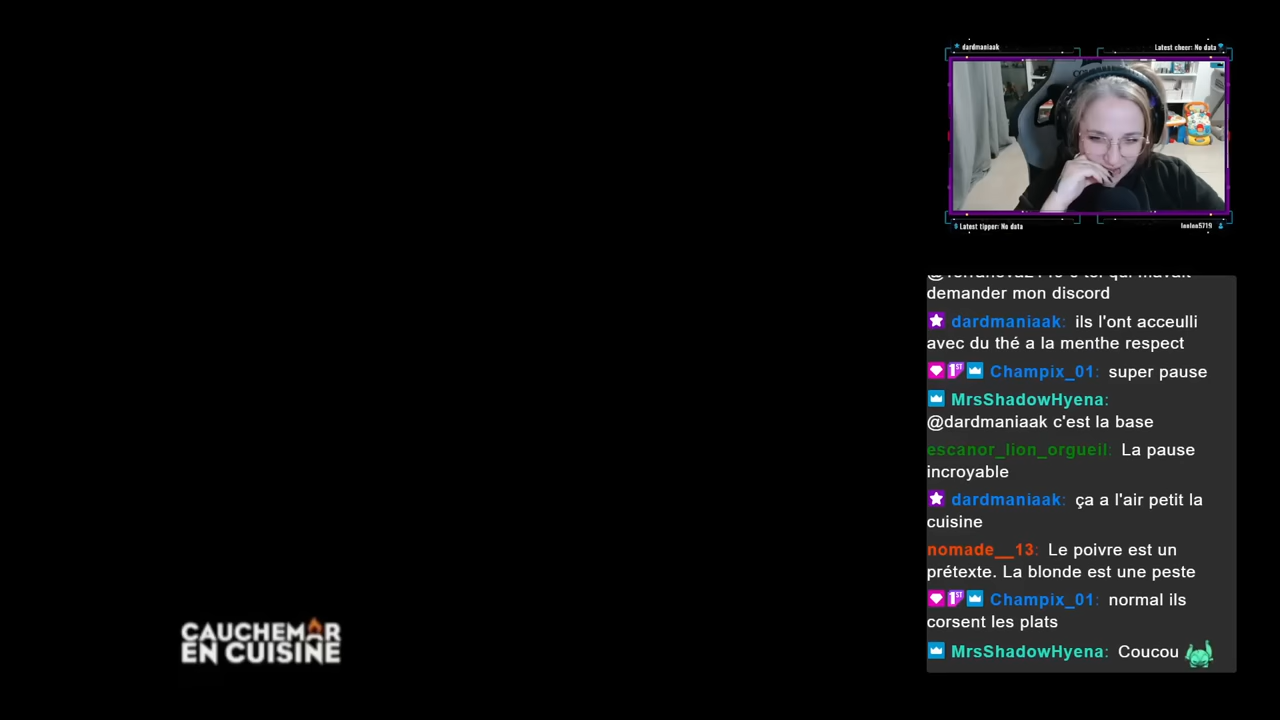 dardmaniaak
Latest cheer: No data
Latest tipper: No data
demander mon discord
dardmaniaak: ils l'ont acceulli
avec du thé a la menthe respect
1ST Champix_01: super pause
MrsShadowHyena:
@dardmaniaak c'est la base
escanor_lion_orgueil: La pause
incroyable
dardmaniaak: ça a l'air petit la
cuisine
nomade__13: Le poivre est un
prétexte. La blonde est une peste
1ST Champix_01: normal ils
corsent les plats
MrsShadowHyena: Coucou
CAUCHEMAR
EN CUISINE